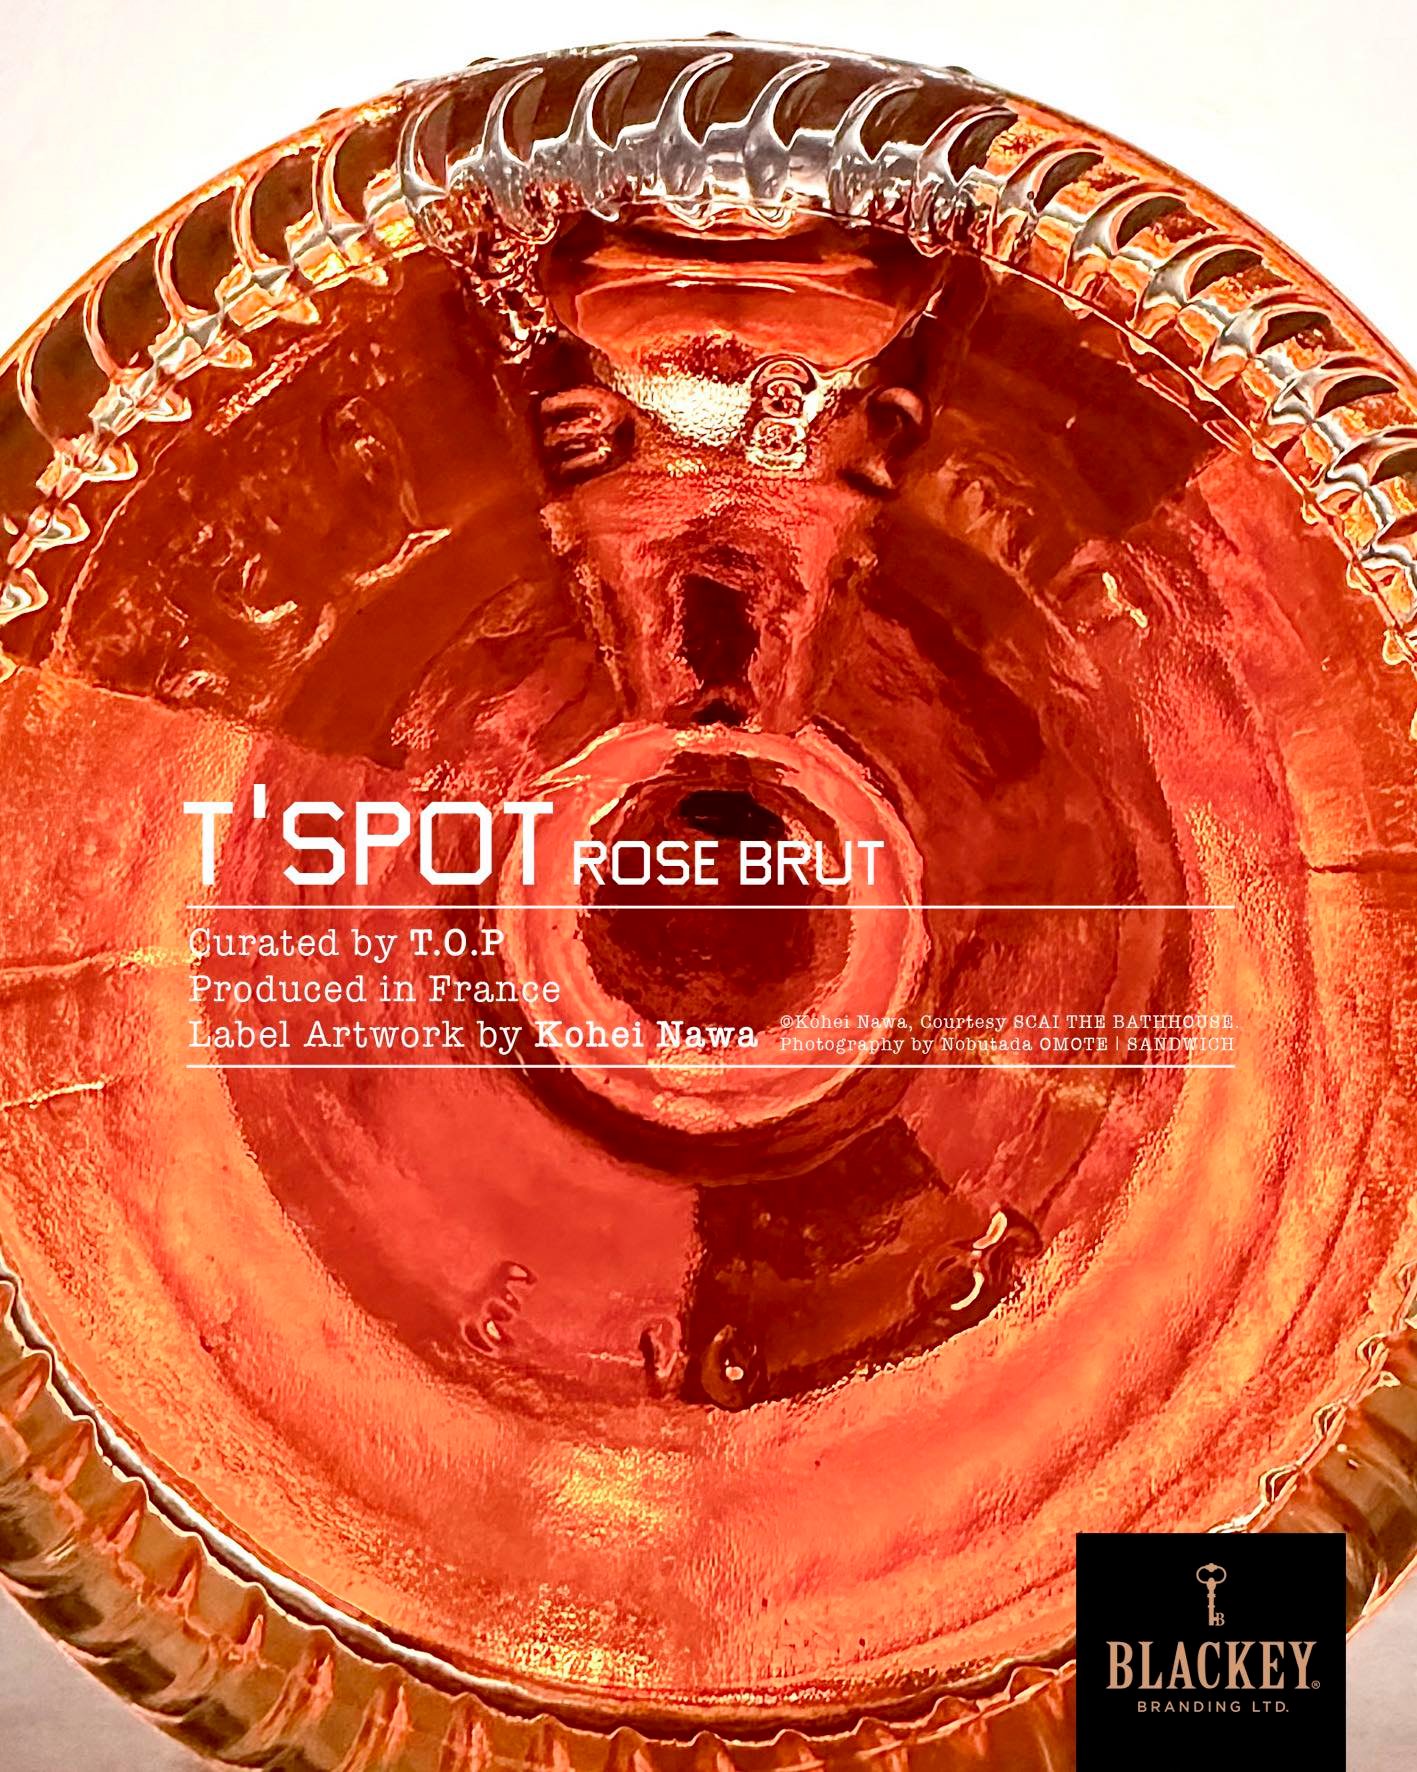 T'SPOT ROSE BRUT
Curated by T.O.P
Produced in France
Label Artwork by Kohei Nawa
©Kohei Nawa, Courtesy SCAI THE BATHHOUSE.
Photography by Nobutada OMOTE | SANDWICH
B
BLACKEY®
BRANDING LTD.